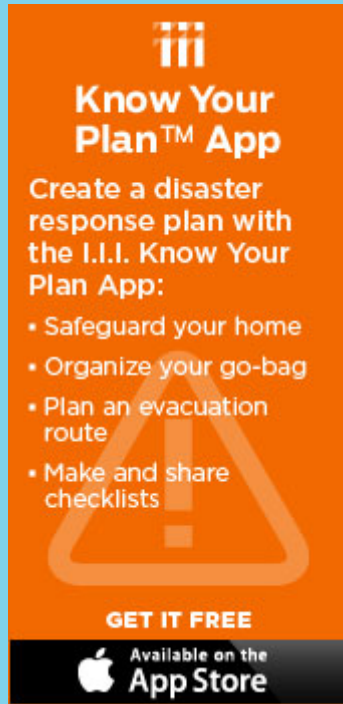 iii
Know Your
Plan™ App
Create a disaster
response plan with
the I.I.I. Know Your
Plan App:
▪ Safeguard your home
▪ Organize your go-bag
▪ Plan an evacuation
route
▪ Make and share
checklists
GET IT FREE
Available on the
App Store